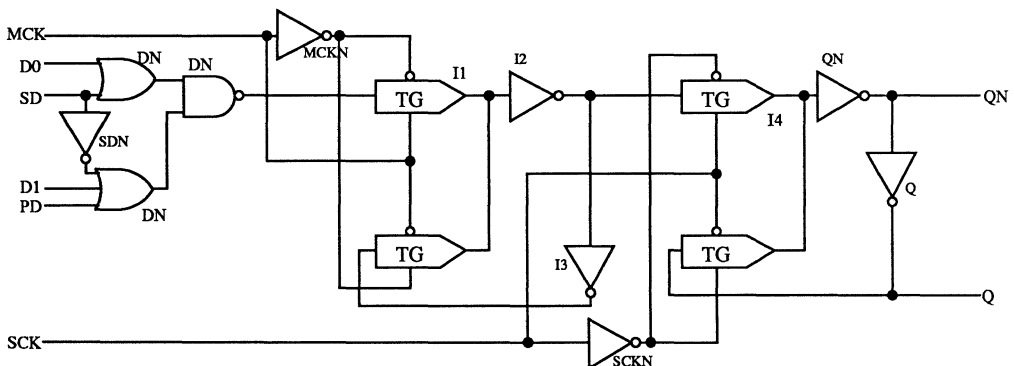 MCK
MCKN
D0
DN
DN
SD
SDN
D1
PD
DN
TG
I1
I2
TG
I4
QN
QN
TG
I3
TG
Q
Q
SCK
SCKN